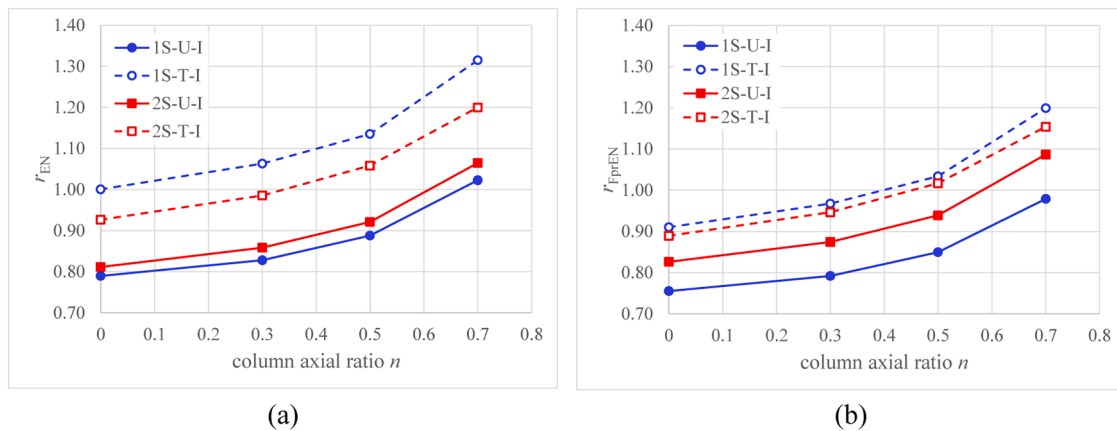 1.40
1.30
1.20
1.10
1.00
0.90
0.80
0.70
r_EN
1S-U-I
1S-T-I
2S-U-I
2S-T-I
0 0.1 0.2 0.3 0.4 0.5 0.6 0.7 0.8
column axial ratio n
(a)
1.40
1.30
1.20
1.10
1.00
0.90
0.80
0.70
r_FprEN
1S-U-I
1S-T-I
2S-U-I
2S-T-I
0 0.1 0.2 0.3 0.4 0.5 0.6 0.7 0.8
column axial ratio n
(b)